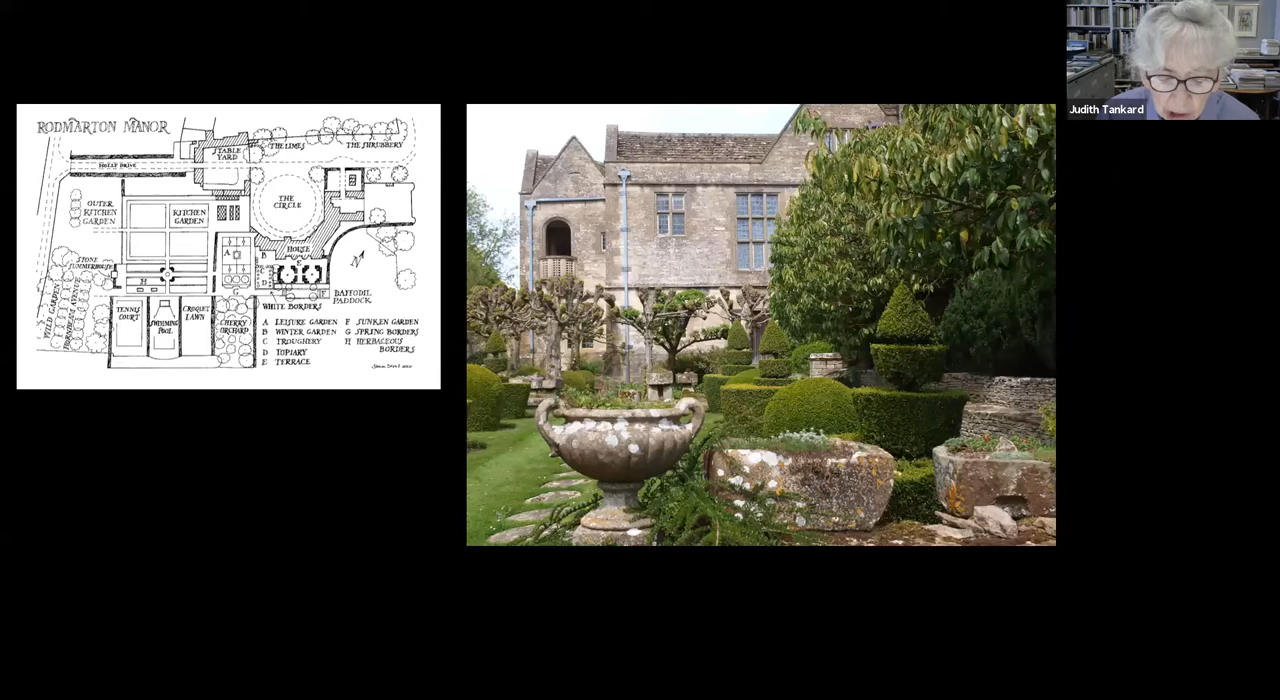 Judith Tankard
RODMARTON MANOR
STABLE
YARD
THE LIMES
THE SHRUBBERY
HOLLY DRIVE
OUTER
KITCHEN
GARDEN
KITCHEN
GARDEN
THE
CIRCLE
HOUSE
STONE
SUMMERHOUSE
WILD GARDEN
A
B
C
D
E
F
G
H
DAFFODIL
PADDOCK
WHITE BORDERS
TENNIS
COURT
SWIMMING
POOL
CROQUET
LAWN
CHERRY
ORCHARD
A LEISURE GARDEN F SUNKEN GARDEN
B WINTER GARDEN G SPRING BORDERS
C TROUGHERY H HERBACEOUS
BORDERS
D TOPIARY
E TERRACE